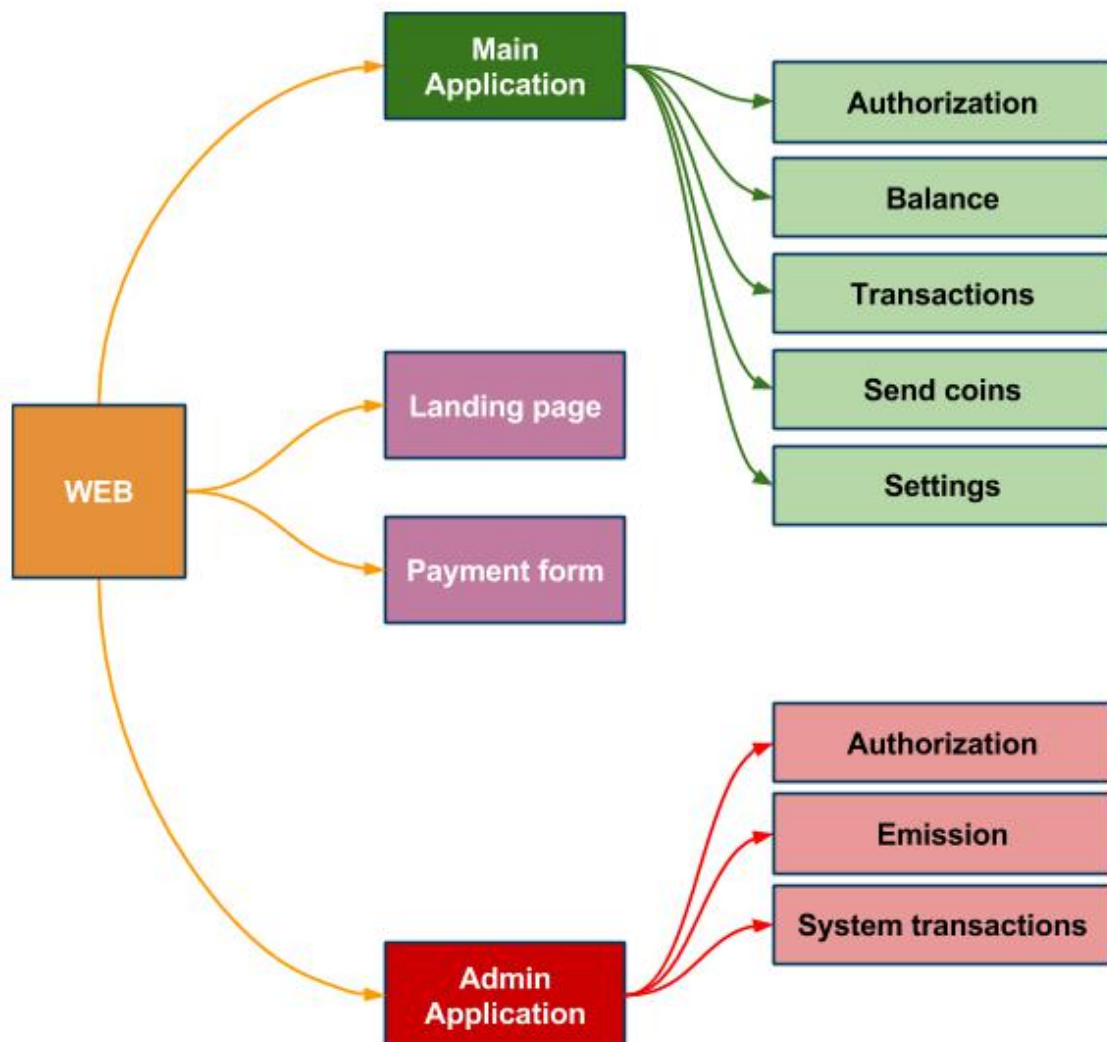 Main
Application
Authorization
Balance
Transactions
Send coins
Settings
Landing page
WEB
Payment form
Authorization
Emission
System transactions
Admin
Application